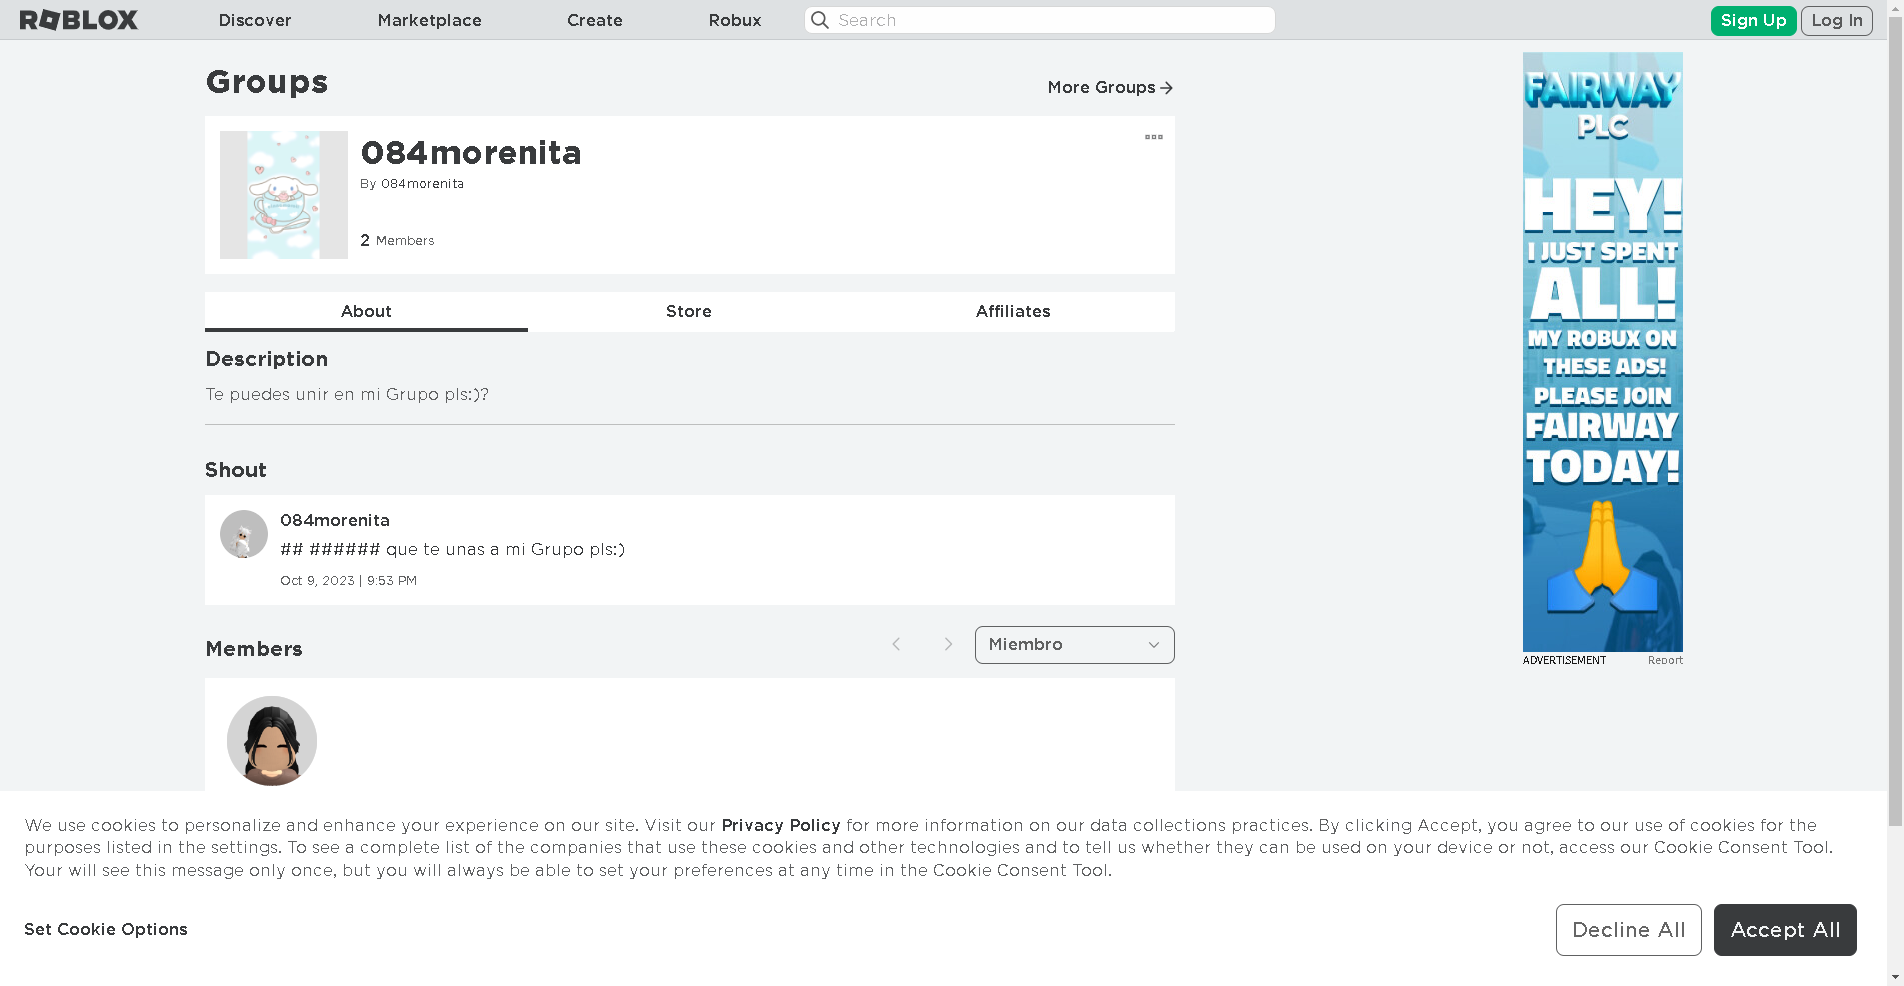 ROBLOX
Discover
Marketplace
Create
Robux
Search
Sign Up
Log In
Groups
More Groups
084morenita
By 084morenita
2 Members
About
Store
Affiliates
Description
Te puedes unir en mi Grupo pls:)?
Shout
084morenita
## ###### que te unas a mi Grupo pls:)
Oct 9, 2023 | 9:53 PM
Members
Miembro
FAIRWAY
PLC
HEY!
I JUST SPENT
ALL!
MY ROBUX ON
THESE ADS!
PLEASE JOIN
FAIRWAY
TODAY!
ADVERTISEMENT
Report
We use cookies to personalize and enhance your experience on our site. Visit our Privacy Policy for more information on our data collections practices. By clicking Accept, you agree to our use of cookies for the
purposes listed in the settings. To see a complete list of the companies that use these cookies and other technologies and to tell us whether they can be used on your device or not, access our Cookie Consent Tool.
Your will see this message only once, but you will always be able to set your preferences at any time in the Cookie Consent Tool.
Set Cookie Options
Decline All
Accept All